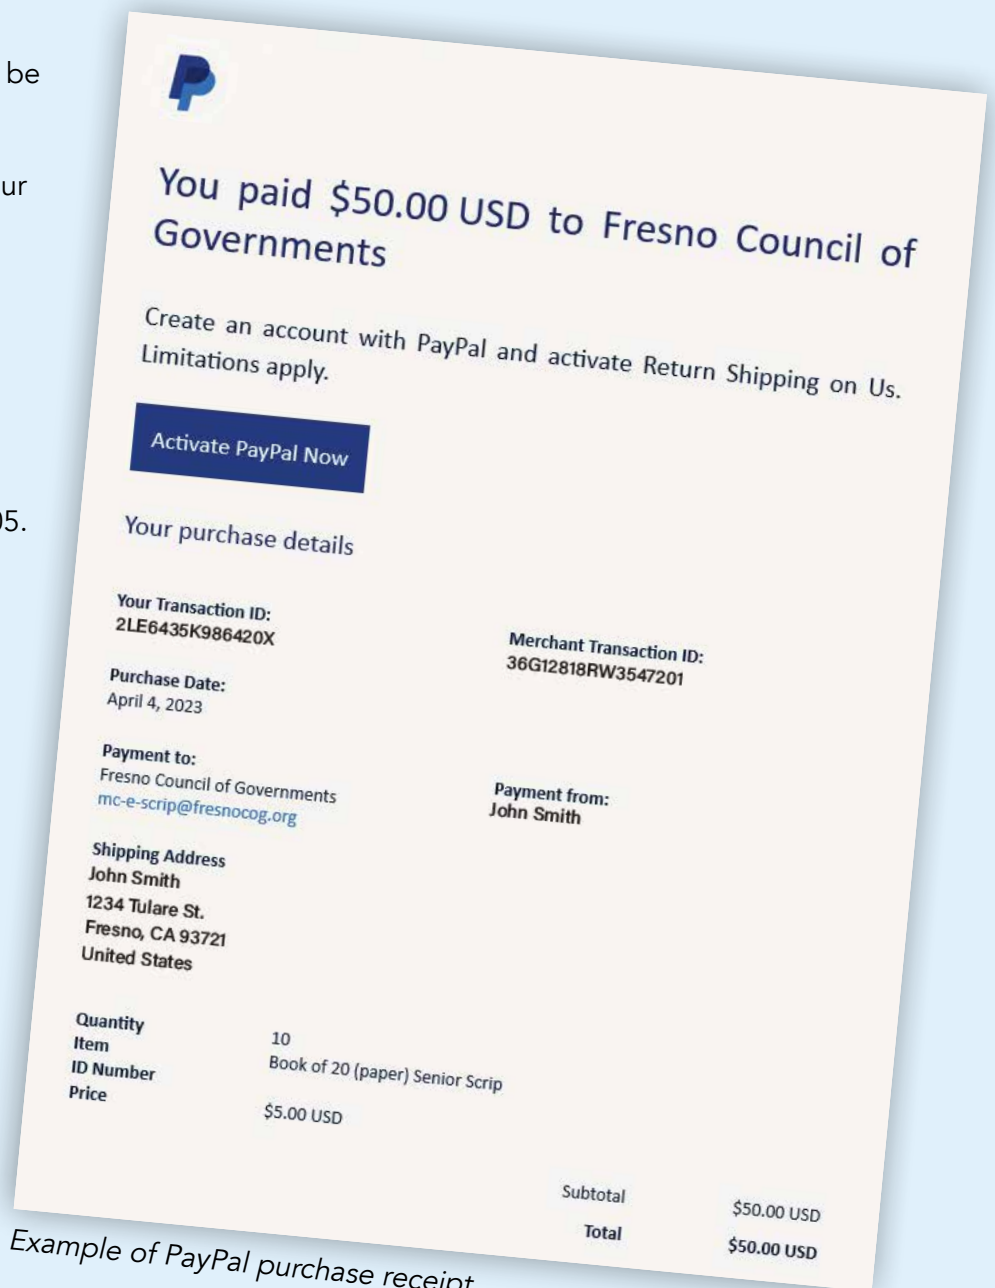 be
ur
05.
You paid $50.00 USD to Fresno Council of
Governments
Create an account with PayPal and activate Return Shipping on Us.
Limitations apply.
Activate PayPal Now
Your purchase details
Your Transaction ID:
2LE6435K986420X
Merchant Transaction ID:
36G12818RW3547201
Purchase Date:
April 4, 2023
Payment to:
Fresno Council of Governments
mc-e-scrip@fresnocog.org
Payment from:
John Smith
Shipping Address
John Smith
1234 Tulare St.
Fresno, CA 93721
United States
Quantity 10
Item Book of 20 (paper) Senior Scrip
ID Number
Price $5.00 USD
Subtotal $50.00 USD
Total $50.00 USD
Example of PayPal purchase receipt